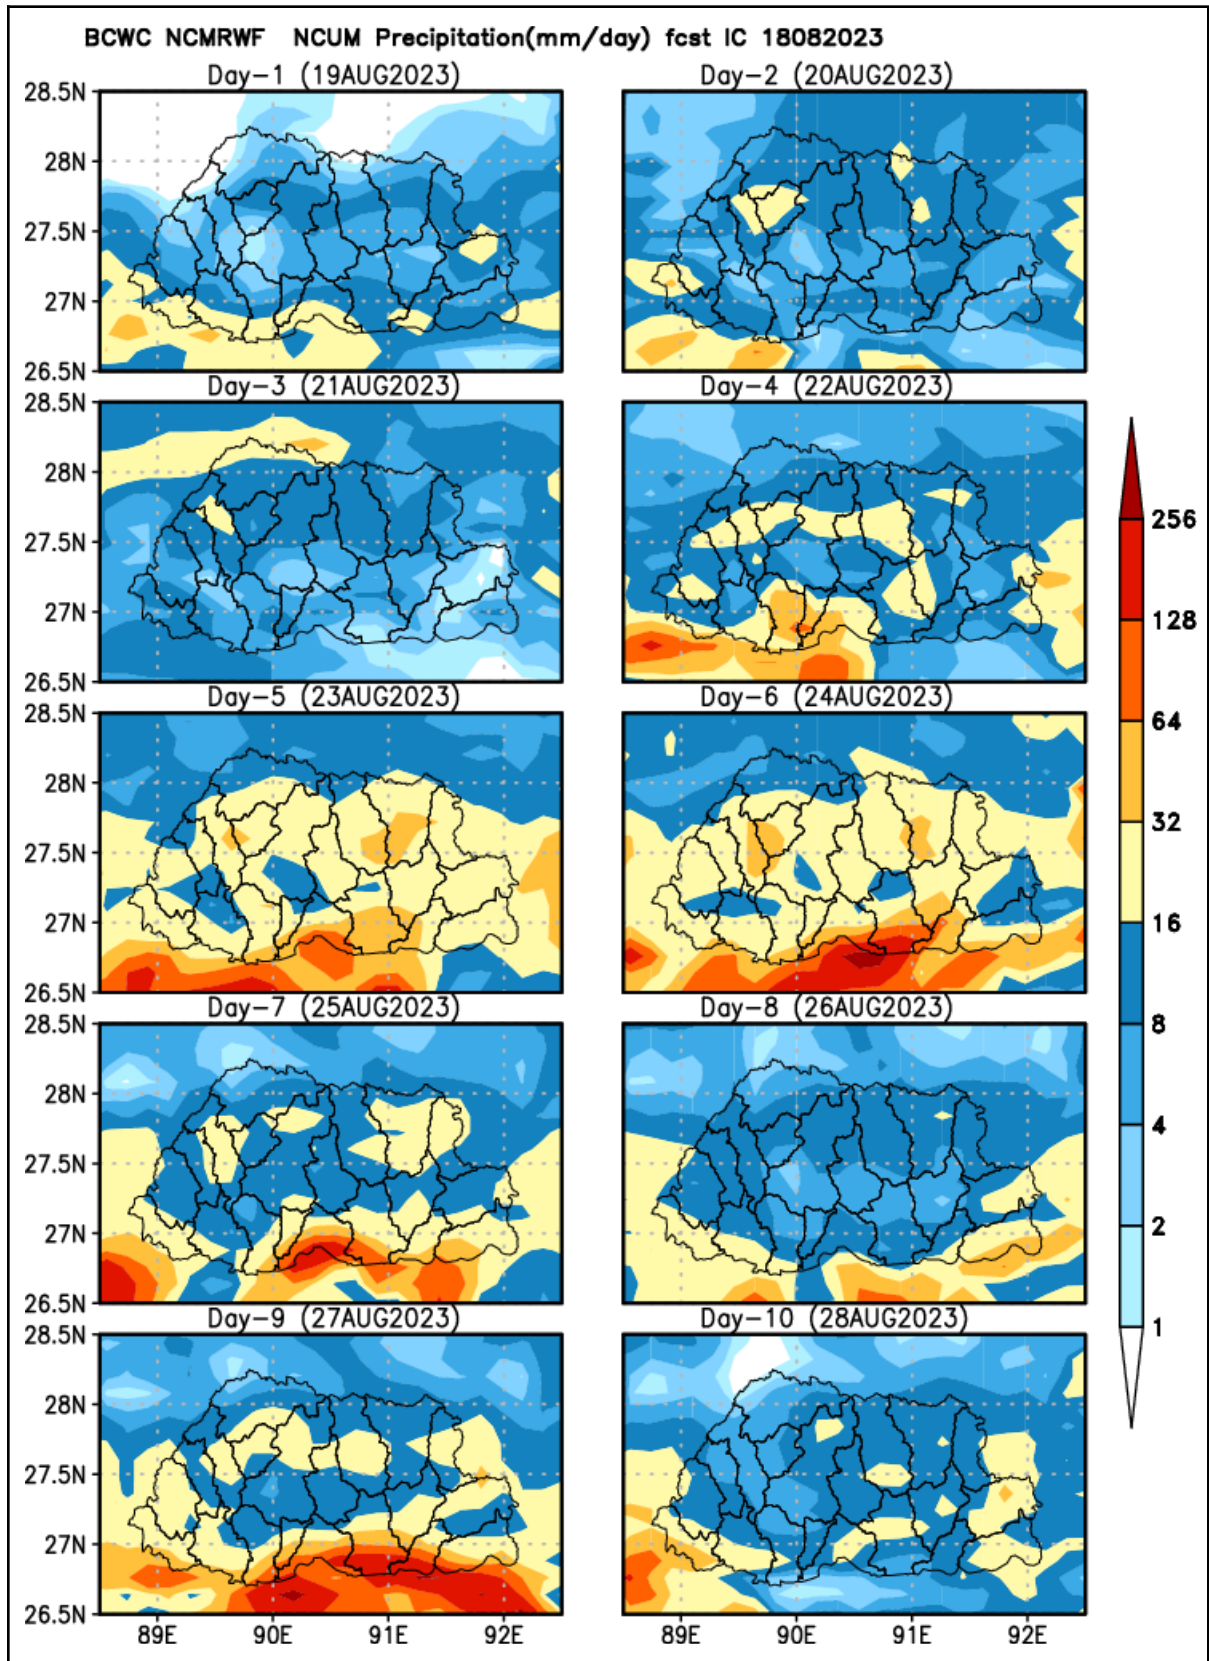 BCWC NCMRWF NCUM Precipitation(mm/day) fcst IC 18082023
Day-1 (19AUG2023) Day-2 (20AUG2023)
28.5N
28N
27.5N
27N
26.5N
Day-3 (21AUG2023) Day-4 (22AUG2023)
28.5N
28N
27.5N
27N
26.5N
Day-5 (23AUG2023) Day-6 (24AUG2023)
28.5N
28N
27.5N
27N
26.5N
Day-7 (25AUG2023) Day-8 (26AUG2023)
28.5N
28N
27.5N
27N
26.5N
Day-9 (27AUG2023) Day-10 (28AUG2023)
28.5N
28N
27.5N
27N
26.5N
89E 90E 91E 92E 89E 90E 91E 92E
256
128
64
32
16
8
4
2
1